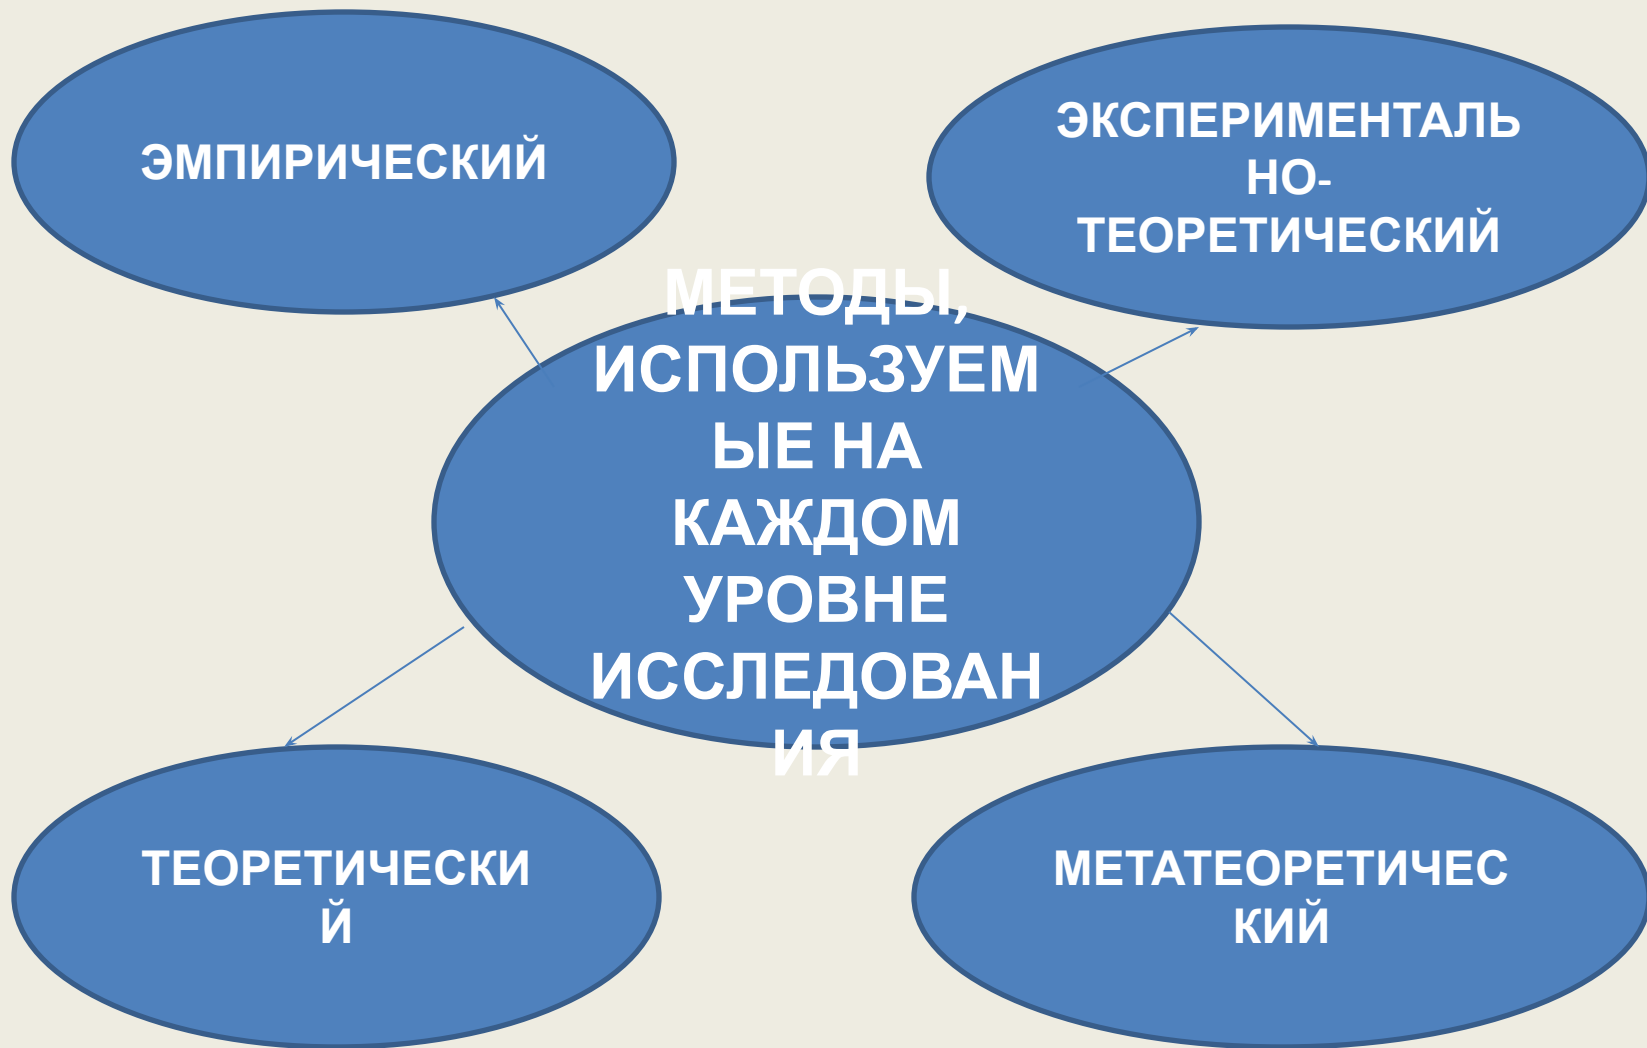 ЭМПИРИЧЕСКИЙ
ЭКСПЕРИМЕНТАЛЬ
НО-
ТЕОРЕТИЧЕСКИЙ
МЕТОДЫ,
ИСПОЛЬЗУЕМ
ЫЕ НА
КАЖДОМ
УРОВНЕ
ИССЛЕДОВАН
ИЯ
ТЕОРЕТИЧЕСКИ
Й
МЕТАТЕОРЕТИЧЕС
КИЙ